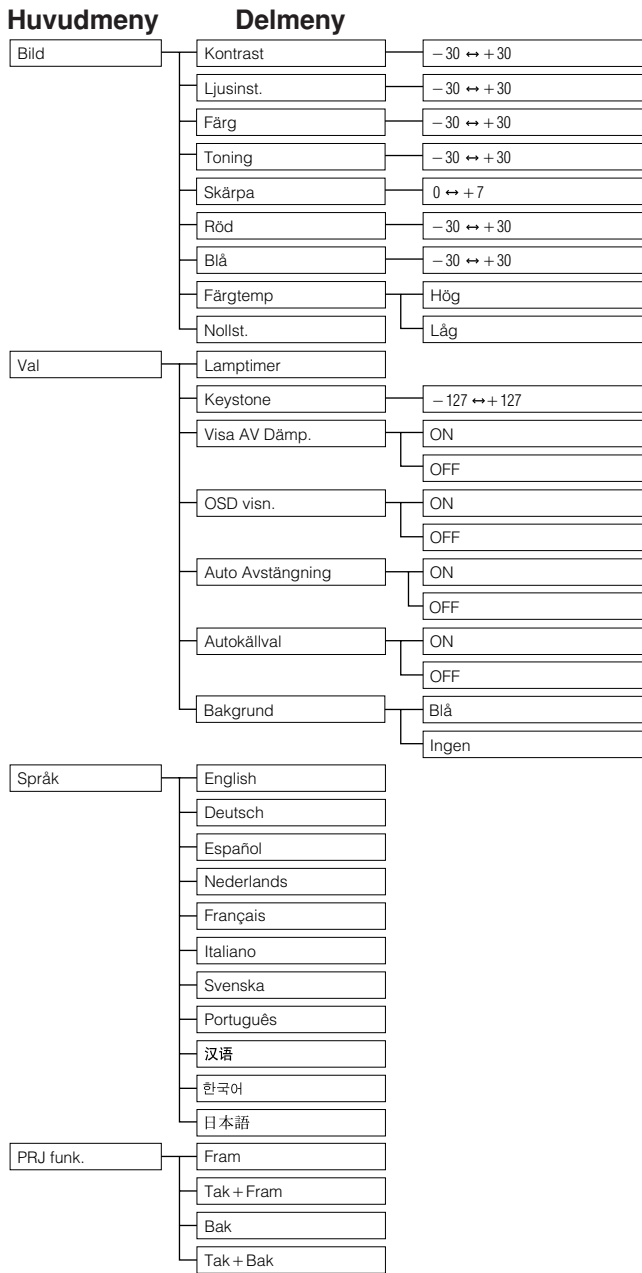 Huvudmeny Delmeny
Bild Kontrast −30 ↔ +30
Ljusinst. −30 ↔ +30
Färg −30 ↔ +30
Toning −30 ↔ +30
Skärpa 0 ↔ +7
Röd −30 ↔ +30
Blå −30 ↔ +30
Färgtemp Hög
Nollst. Låg
Val Lamptimer
Keystone −127 ↔ +127
Visa AV Dämp. ON
OFF
OSD visn. ON
OFF
Auto Avstängning ON
OFF
Autokällval ON
OFF
Bakgrund Blå
Ingen
Språk English
Deutsch
Español
Nederlands
Français
Italiano
Svenska
Português
汉语
한국어
日本語
PRJ funk. Fram
Tak+Fram
Bak
Tak+Bak